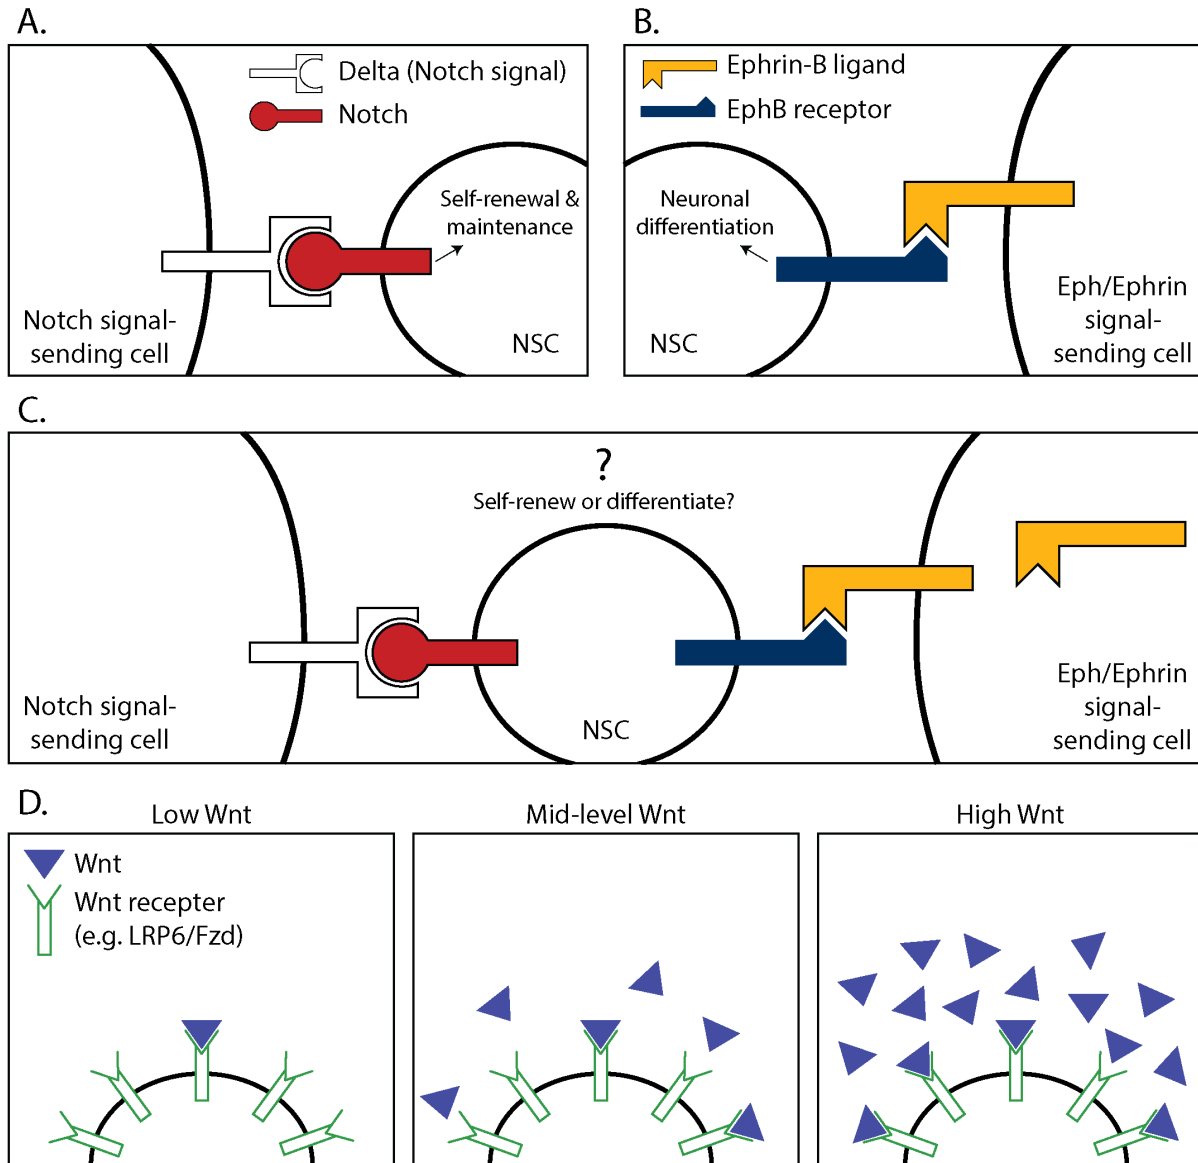 A.
Delta (Notch signal)
Notch
Self-renewal &
maintenance
Notch signal-
sending cell
NSC
B.
Ephrin-B ligand
EphB receptor
Neuronal
differentiation
NSC
Eph/Ephrin
signal-
sending cell
C.
?
Self-renew or differentiate?
Notch signal-
sending cell
NSC
Eph/Ephrin
signal-
sending cell
D.
Low Wnt
Mid-level Wnt
High Wnt
Wnt
Wnt recepter
(e.g. LRP6/Fzd)